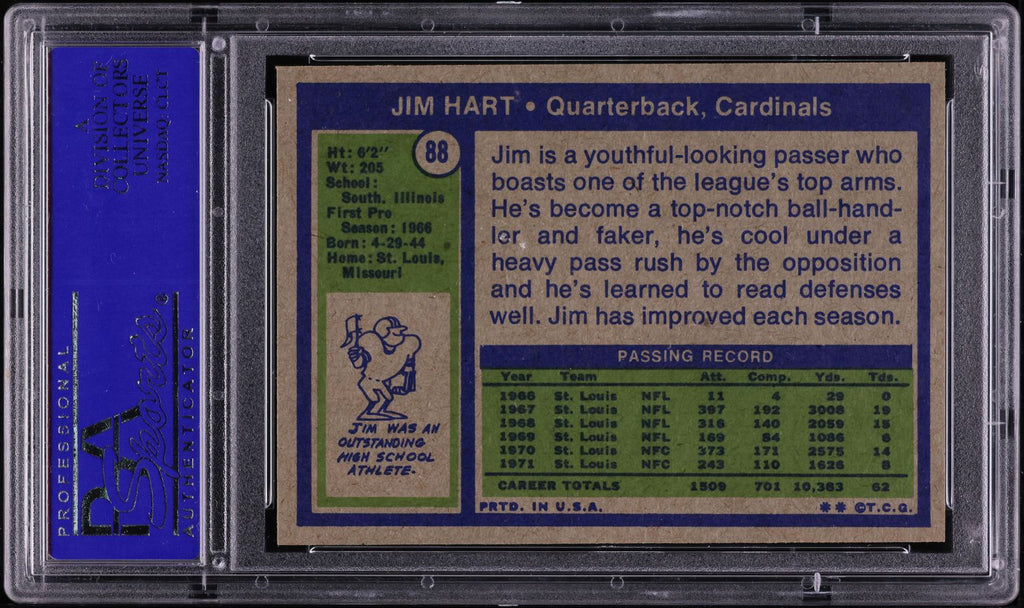 A
DIVISION OF
COLLECTORS
UNIVERSE
NASDAQ: CLCT
PROFESSIONAL
PSA
Sports
AUTHENTICATOR
®
JIM HART • Quarterback, Cardinals
88
Ht: 6'2"
Wt: 205
School:
South. Illinois
First Pro
Season: 1966
Born: 4-29-44
Home: St. Louis,
Missouri
JIM WAS AN
OUTSTANDING
HIGH SCHOOL
ATHLETE.
Jim is a youthful-looking passer who
boasts one of the league's top arms.
He's become a top-notch ball-hand-
ler and faker, he's cool under a
heavy pass rush by the opposition
and he's learned to read defenses
well. Jim has improved each season.
PASSING RECORD
Year Team Att. Comp. Yds. Tds.
1966 St. Louis NFL 11 4 29 0
1967 St. Louis NFL 397 192 3008 19
1968 St. Louis NFL 316 140 2059 15
1969 St. Louis NFL 169 84 1086 6
1970 St. Louis NFC 373 171 2575 14
1971 St. Louis NFC 243 110 1626 8
CAREER TOTALS 1509 701 10,383 62
PRTD. IN U.S.A. ** ©T.C.G.